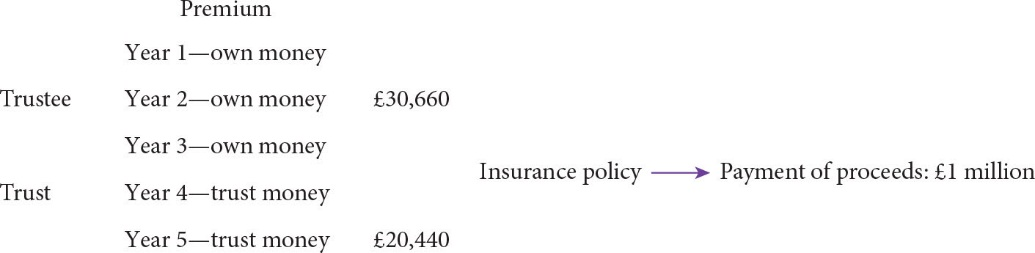 Premium
Year 1—own money
Trustee Year 2—own money £30,660
Year 3—own money
Insurance policy Payment of proceeds: £1 million
Trust Year 4—trust money
Year 5—trust money £20,440